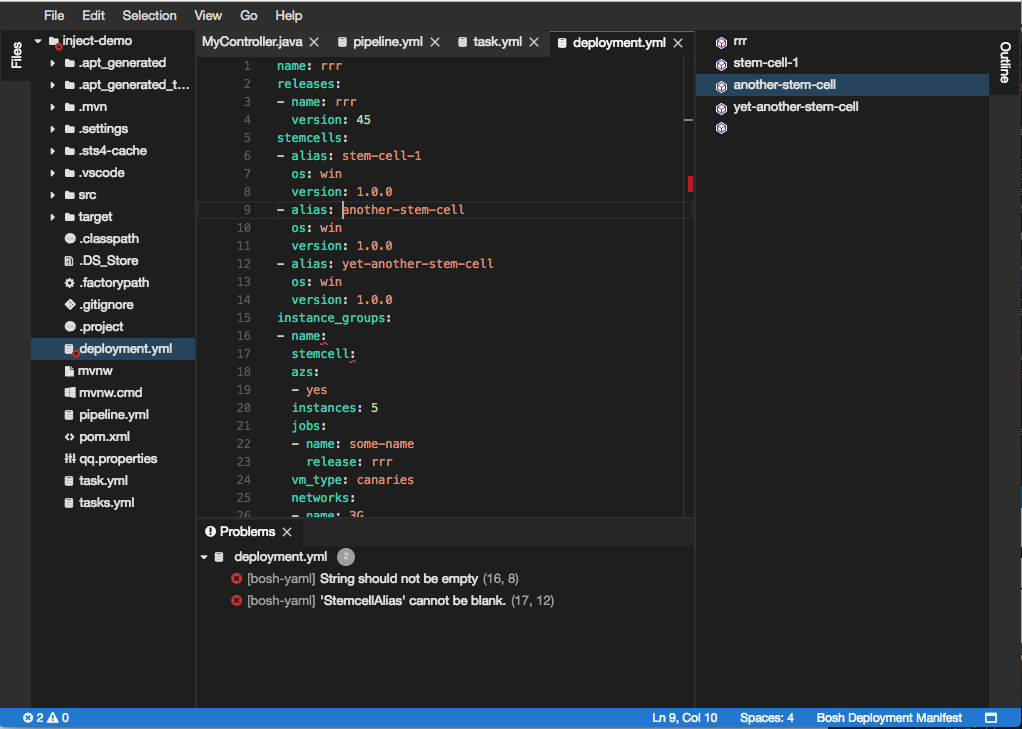 File Edit Selection View Go Help
Files
inject-demo
.apt_generated
.apt_generated_t...
.mvn
.settings
.sts4-cache
.vscode
src
target
.classpath
.DS_Store
.factorypath
.gitignore
.project
deployment.yml
mvnw
mvnw.cmd
pipeline.yml
pom.xml
qq.properties
task.yml
tasks.yml
MyController.java pipeline.yml task.yml deployment.yml
1 name: rrr
2 releases:
3 - name: rrr
4 version: 45
5 stemcells:
6 - alias: stem-cell-1
7 os: win
8 version: 1.0.0
9 - alias: another-stem-cell
10 os: win
11 version: 1.0.0
12 - alias: yet-another-stem-cell
13 os: win
14 version: 1.0.0
15 instance_groups:
16 - name:
17 stemcell:
18 azs:
19 - yes
20 instances: 5
21 jobs:
22 - name: some-name
23 release: rrr
24 vm_type: canaries
25 networks:
26 - name: 3G
Problems
deployment.yml 2
[bosh-yaml] String should not be empty (16, 8)
[bosh-yaml] 'StemcellAlias' cannot be blank. (17, 12)
rrr
stem-cell-1
another-stem-cell
yet-another-stem-cell
Outline
2 0 Ln 9, Col 10 Spaces: 4 Bosh Deployment Manifest